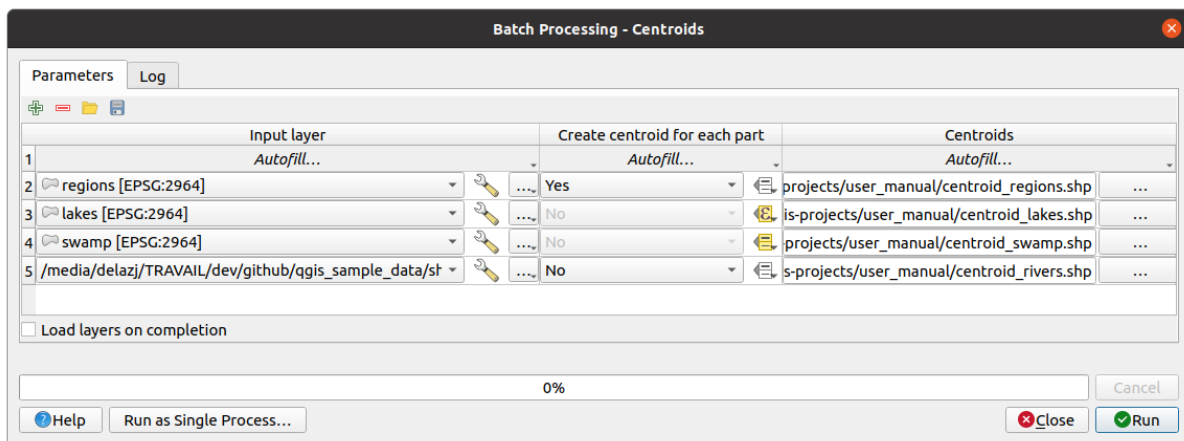 Batch Processing - Centroids
Parameters Log
Input layer Create centroid for each part Centroids
1 Autofill... Autofill... Autofill...
2 regions [EPSG:2964] ... Yes projects/user_manual/centroid_regions.shp ...
3 lakes [EPSG:2964] ... No ε is-projects/user_manual/centroid_lakes.shp ...
4 swamp [EPSG:2964] ... No projects/user_manual/centroid_swamp.shp ...
5 /media/delazj/TRAVAIL/dev/github/qgis_sample_data/sh ... No s-projects/user_manual/centroid_rivers.shp ...
Load layers on completion
0% Cancel
Help Run as Single Process... Close Run